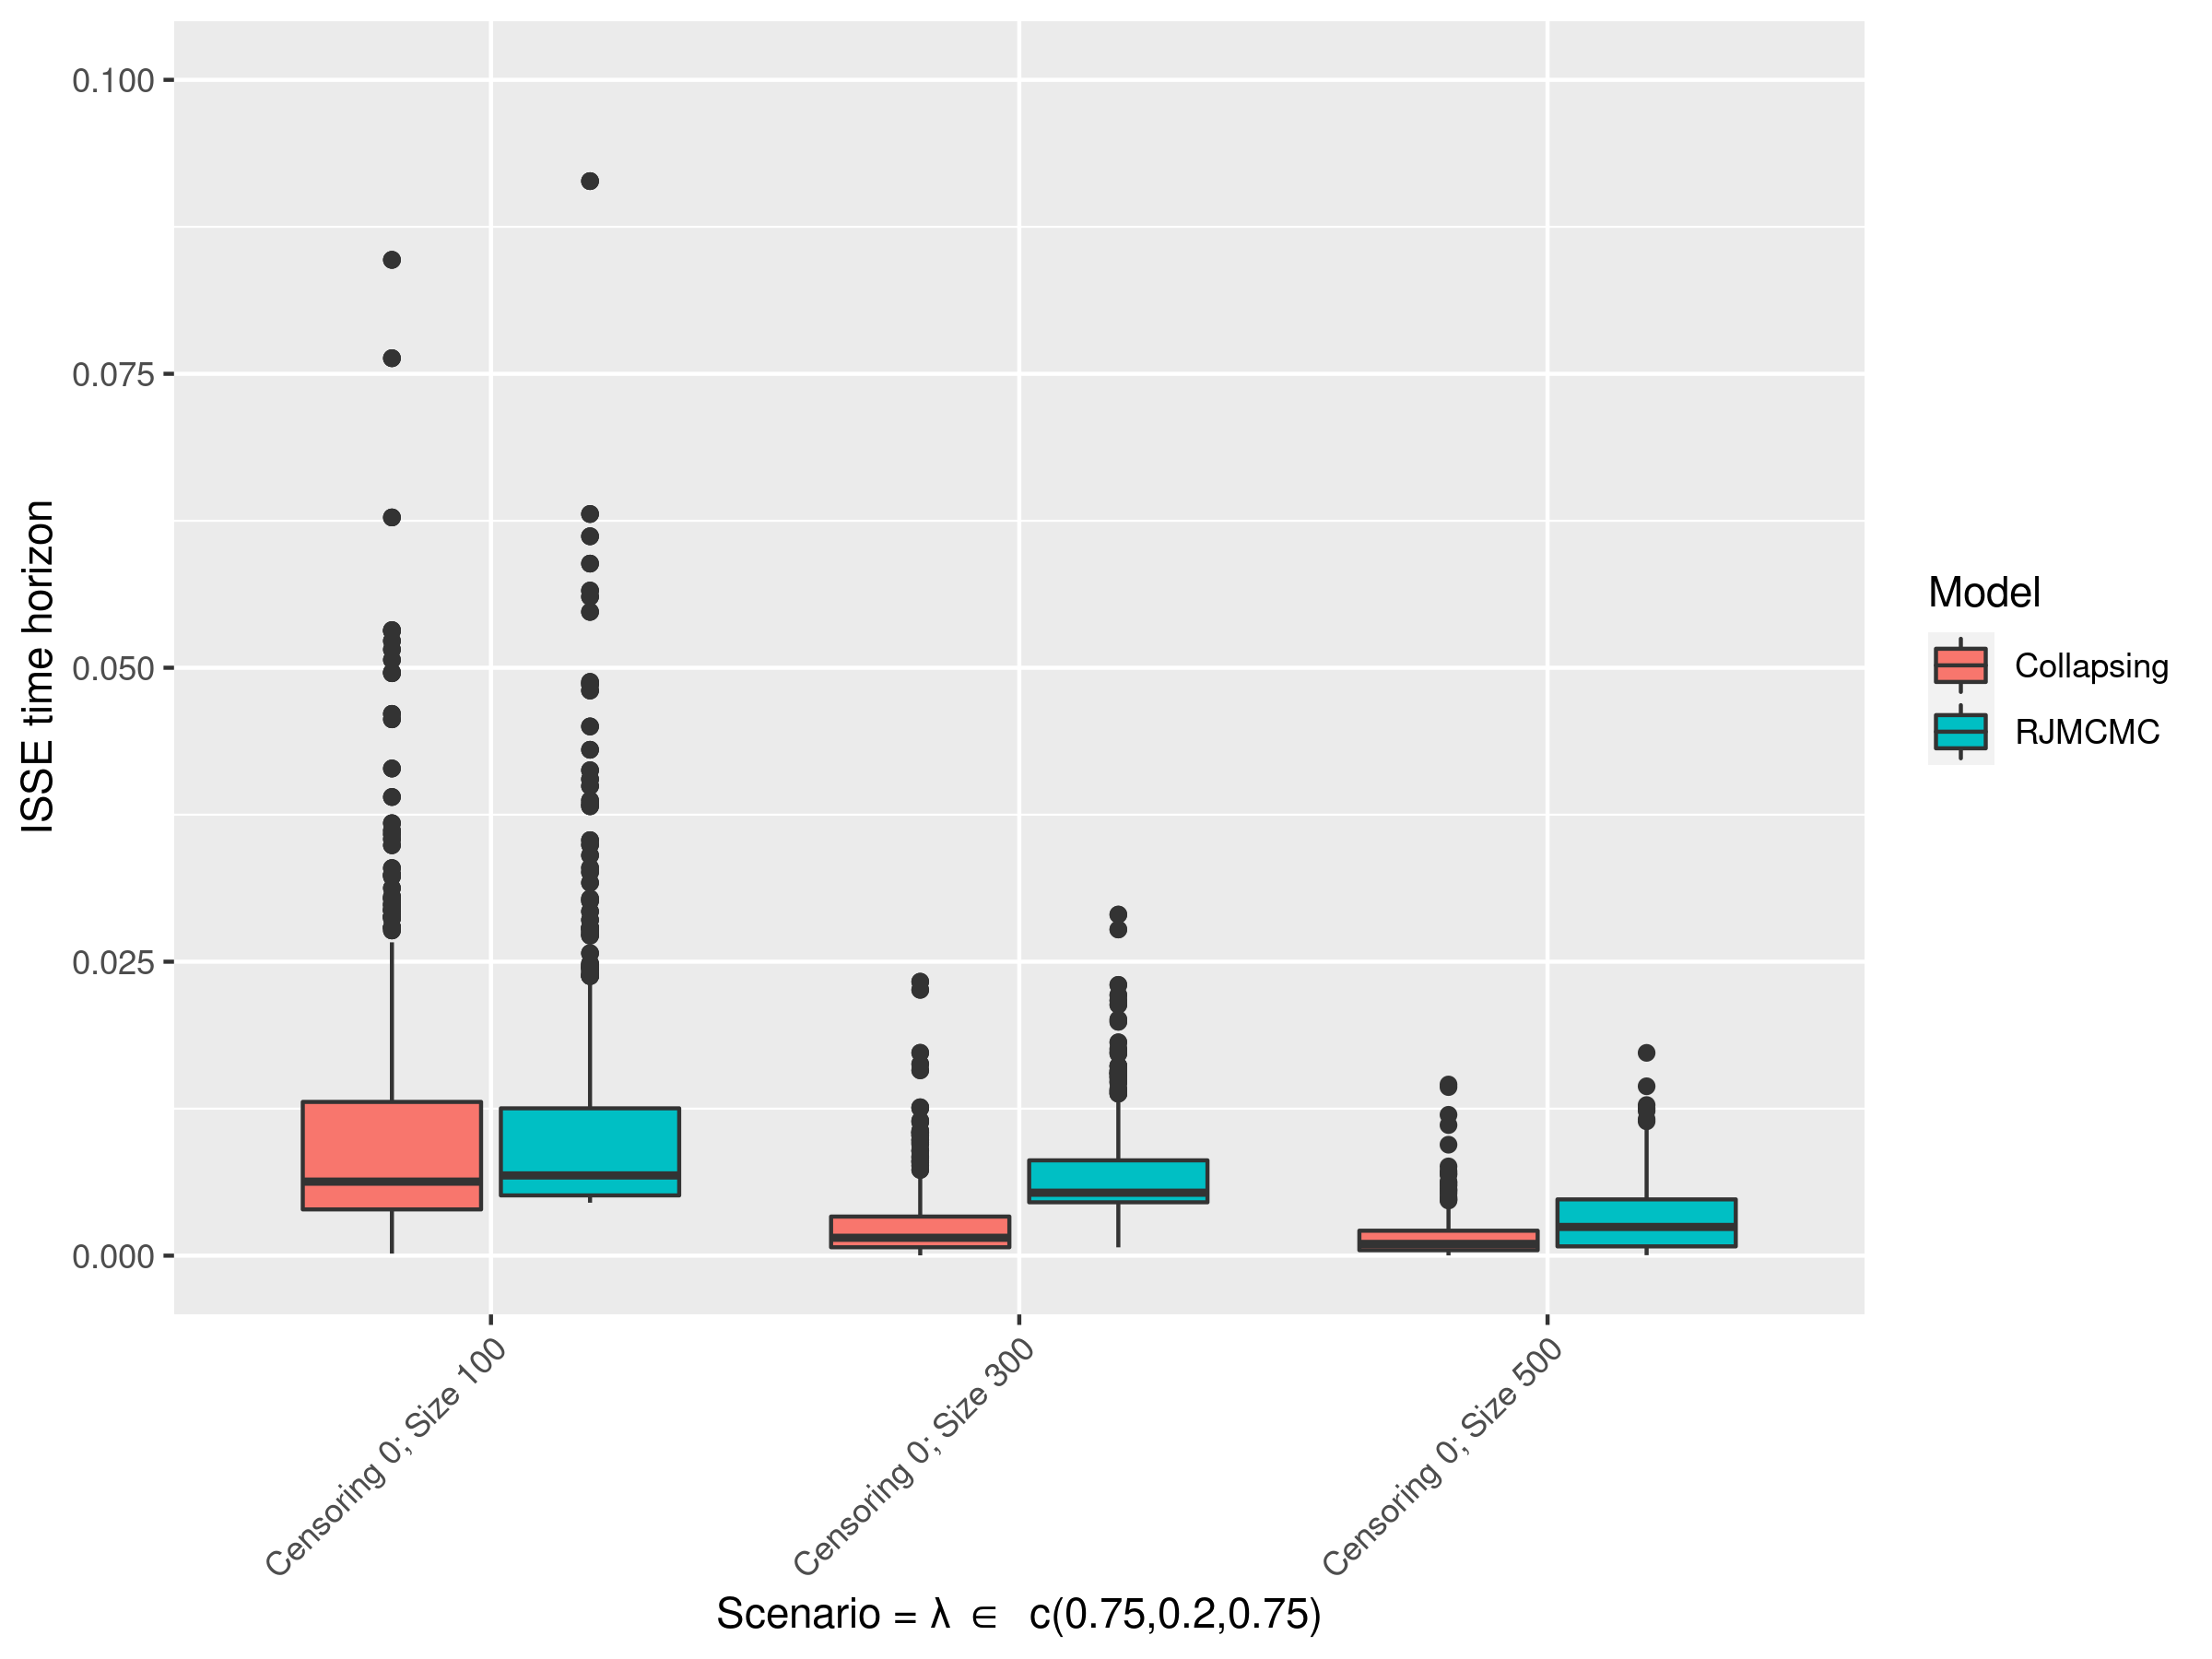 ISSE time horizon
0.100
0.075
0.050
0.025
0.000
Censoring 0; Size 100
Censoring 0; Size 300
Censoring 0; Size 500
Scenario = λ ∈ c(0.75,0.2,0.75)
Model
Collapsing
RJMCMC